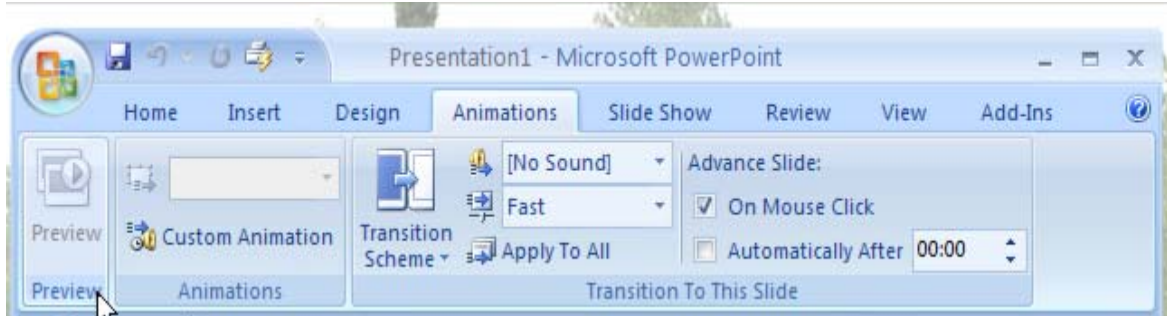 Presentation1 - Microsoft PowerPoint
Home Insert Design Animations Slide Show Review View Add-Ins
[No Sound] Advance Slide:
Fast On Mouse Click
Preview Custom Animation Transition Scheme Apply To All Automatically After 00:00
Preview Animations Transition To This Slide